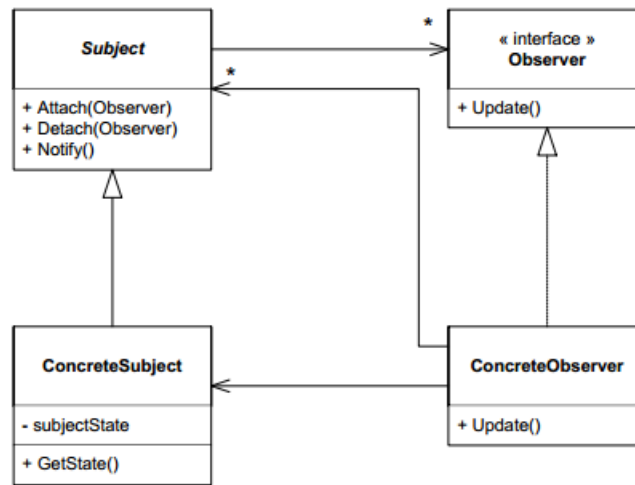 Subject
+ Attach(Observer)
+ Detach(Observer)
+ Notify()
*
*
« interface »
Observer
+ Update()
ConcreteSubject
- subjectState
+ GetState()
ConcreteObserver
+ Update()